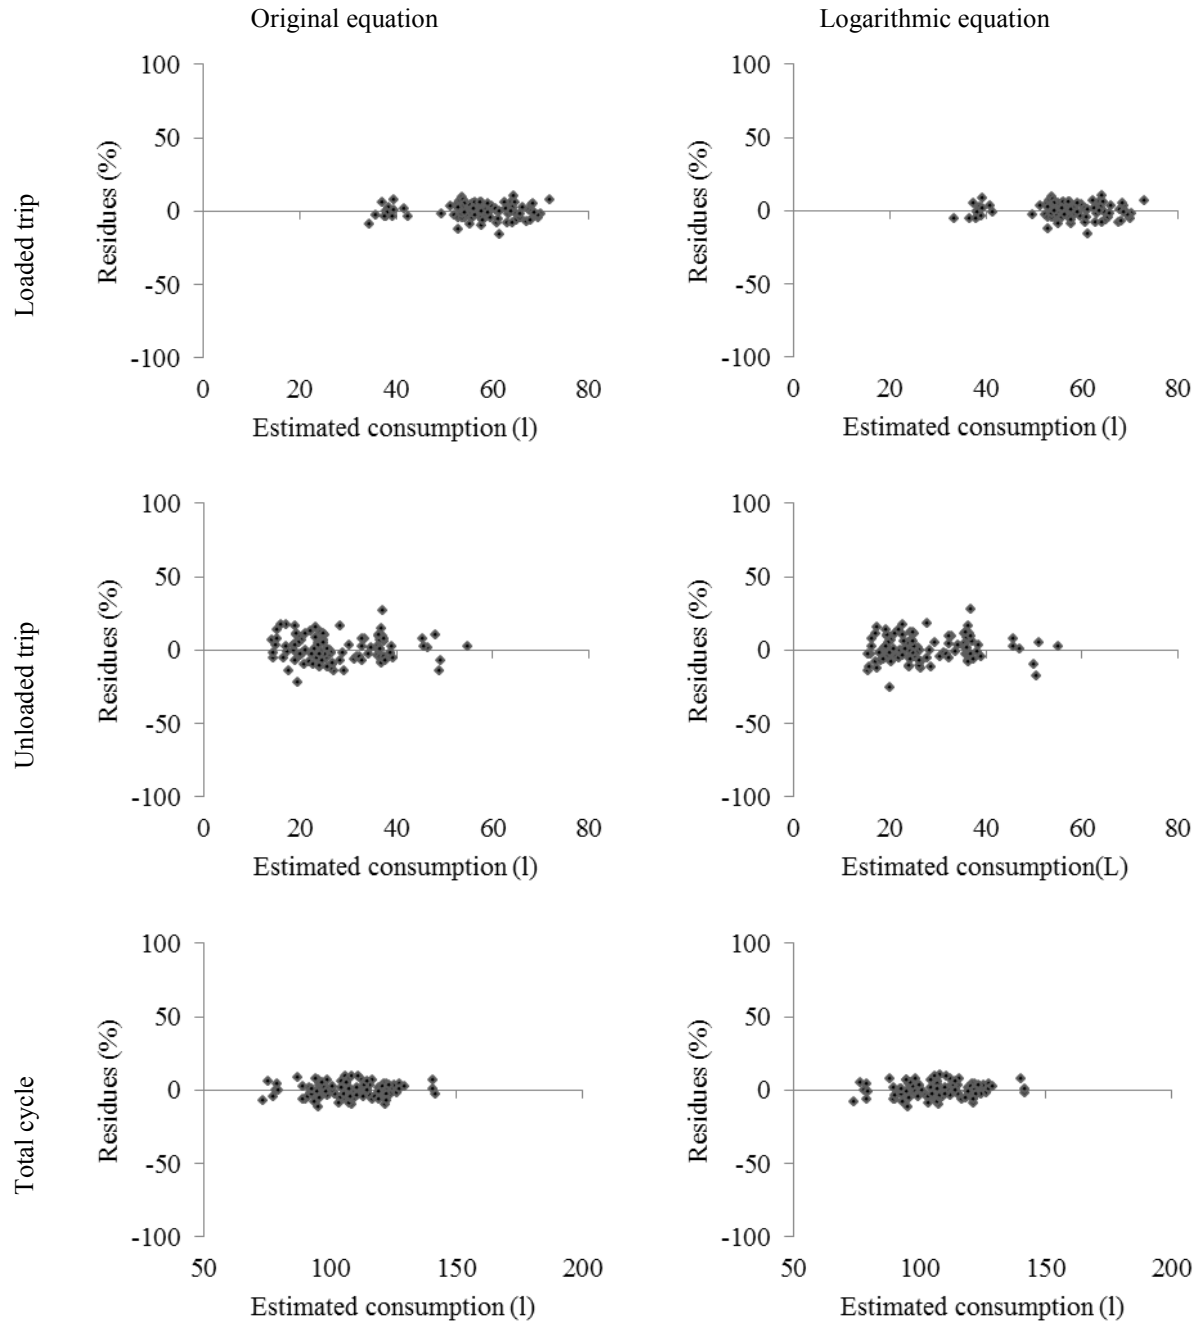 Original equation
Logarithmic equation
Loaded trip
Residues (%)
100
50
0
-50
-100
0 20 40 60 80
Estimated consumption (l)
Residues (%)
100
50
0
-50
-100
0 20 40 60 80
Estimated consumption (l)
Unloaded trip
Residues (%)
100
50
0
-50
-100
0 20 40 60 80
Estimated consumption (l)
Residues (%)
100
50
0
-50
-100
0 20 40 60 80
Estimated consumption(L)
Total cycle
Residues (%)
100
50
0
-50
-100
50 100 150 200
Estimated consumption (l)
Residues (%)
100
50
0
-50
-100
50 100 150 200
Estimated consumption (l)